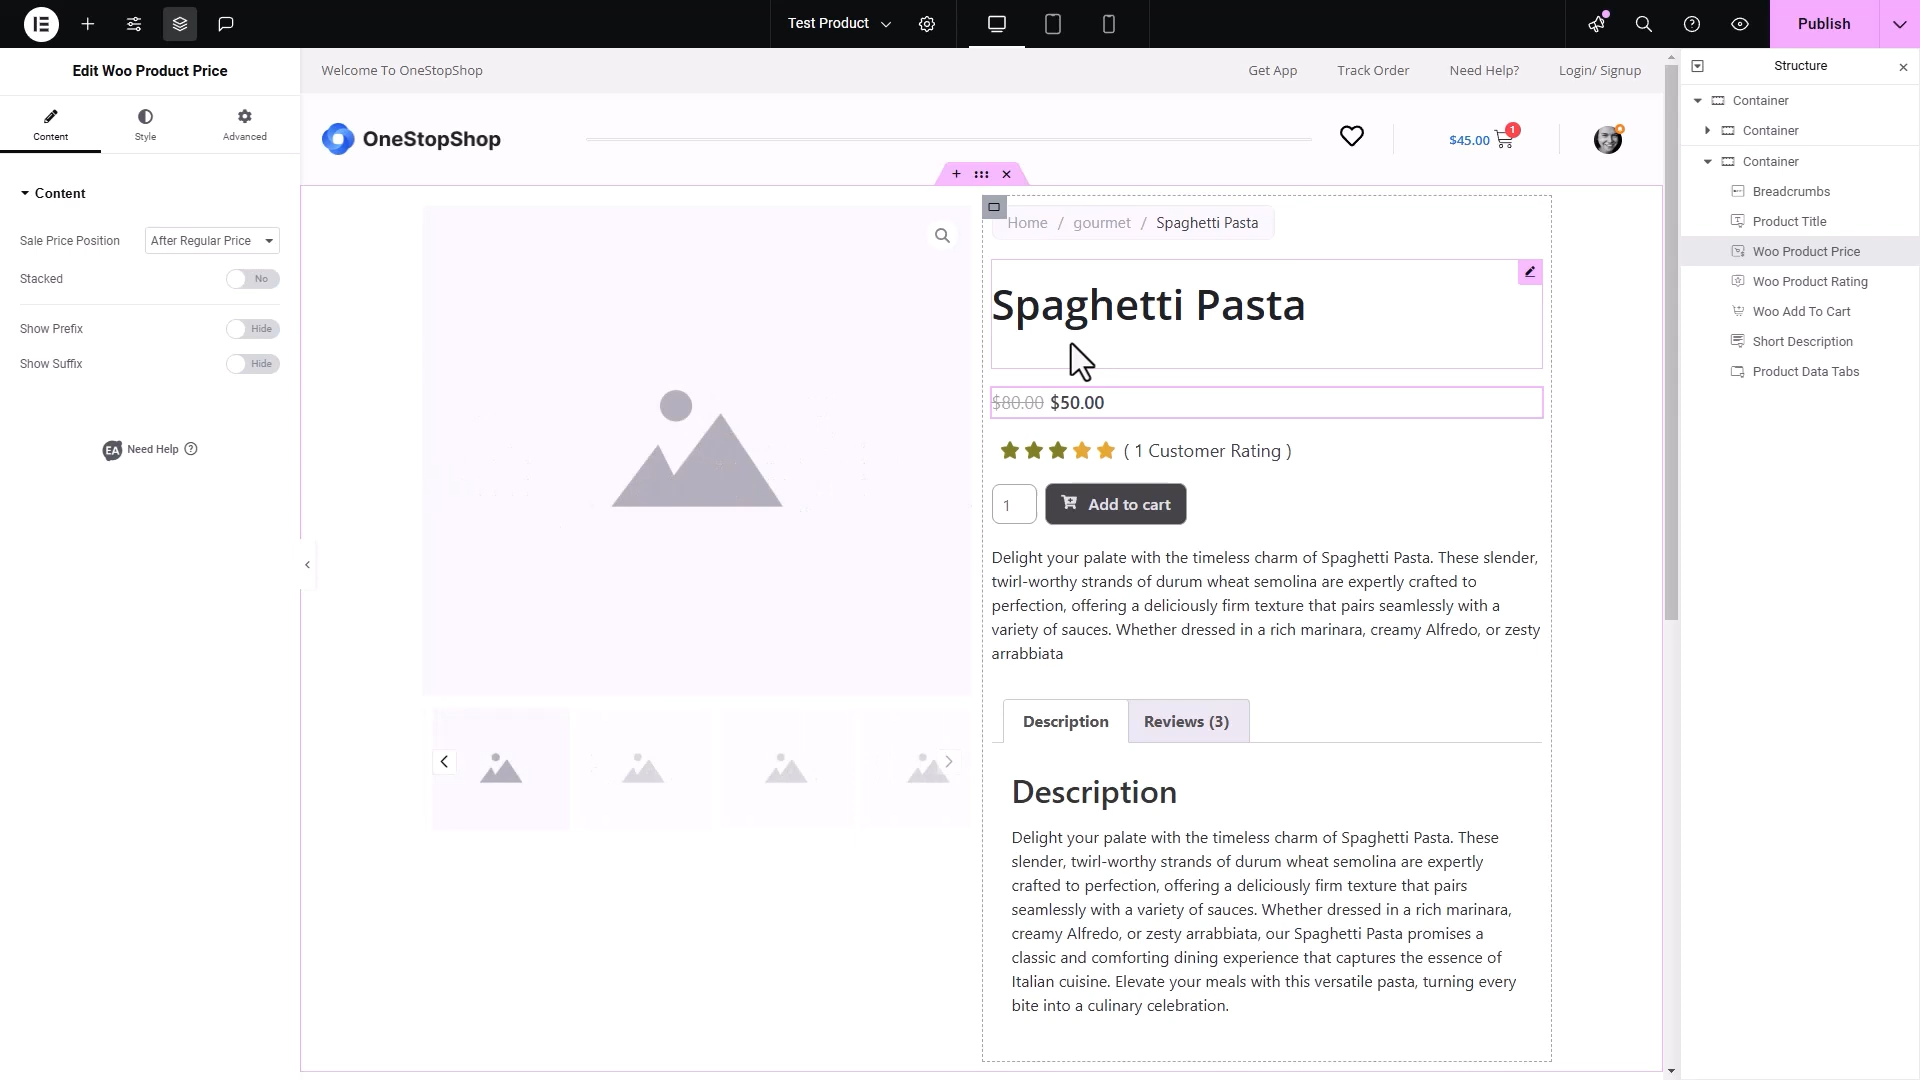 Test Product
Publish
Edit Woo Product Price
Content
Style
Advanced
Content
Sale Price Position
After Regular Price
Stacked
No
Show Prefix
Hide
Show Suffix
Hide
EA
Need Help
Welcome To OneStopShop
Get App
Track Order
Need Help?
Login/ Signup
OneStopShop
$45.00
1
Home / gourmet / Spaghetti Pasta
Spaghetti Pasta
$80.00 $50.00
( 1 Customer Rating )
1
Add to cart
Delight your palate with the timeless charm of Spaghetti Pasta. These slender,
twirl-worthy strands of durum wheat semolina are expertly crafted to
perfection, offering a deliciously firm texture that pairs seamlessly with a
variety of sauces. Whether dressed in a rich marinara, creamy Alfredo, or zesty
arrabbiata
Description
Reviews (3)
Description
Delight your palate with the timeless charm of Spaghetti Pasta. These
slender, twirl-worthy strands of durum wheat semolina are expertly
crafted to perfection, offering a deliciously firm texture that pairs
seamlessly with a variety of sauces. Whether dressed in a rich marinara,
creamy Alfredo, or zesty arrabbiata, our Spaghetti Pasta promises a
classic and comforting dining experience that captures the essence of
Italian cuisine. Elevate your meals with this versatile pasta, turning every
bite into a culinary celebration.
Structure
Container
Container
Container
Breadcrumbs
Product Title
Woo Product Price
Woo Product Rating
Woo Add To Cart
Short Description
Product Data Tabs